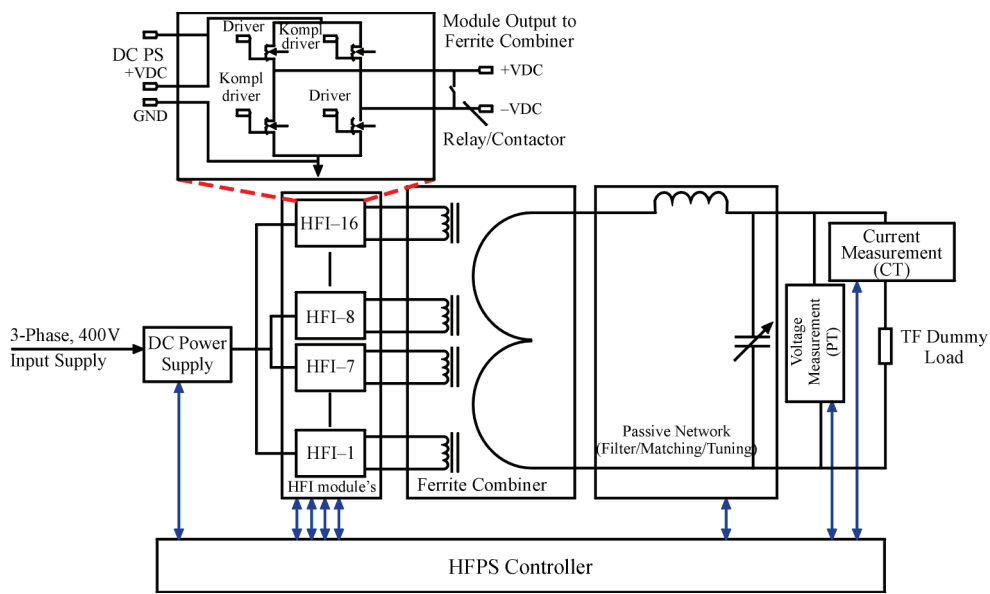 Driver
Kompl
driver
Module Output to
Ferrite Combiner
DC PS
+VDC
GND
Kompl
driver
Driver
+VDC
–VDC
Relay/Contactor
HFI–16
HFI–8
HFI–7
HFI–1
HFI module's
3-Phase, 400V
Input Supply
DC Power
Supply
Ferrite Combiner
Passive Network
(Filter/Matching/Tuning)
Voltage
Measurement
(PT)
Current
Measurement
(CT)
TF Dummy
Load
HFPS Controller